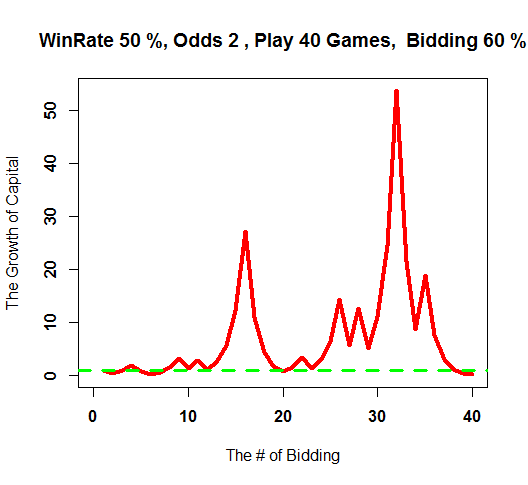 WinRate 50 %, Odds 2 , Play 40 Games,  Bidding 60 %
The Growth of Capital
50
40
30
20
10
0
0 10 20 30 40
The # of Bidding